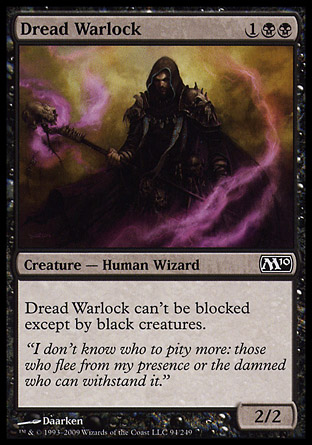 Dread Warlock 1
Creature — Human Wizard M10
Dread Warlock can't be blocked
except by black creatures.
"I don't know who to pity more: those
who flee from my presence or the damned
who can withstand it."
Daarken
™ & © 1993–2009 Wizards of the Coast LLC 94/249
2/2